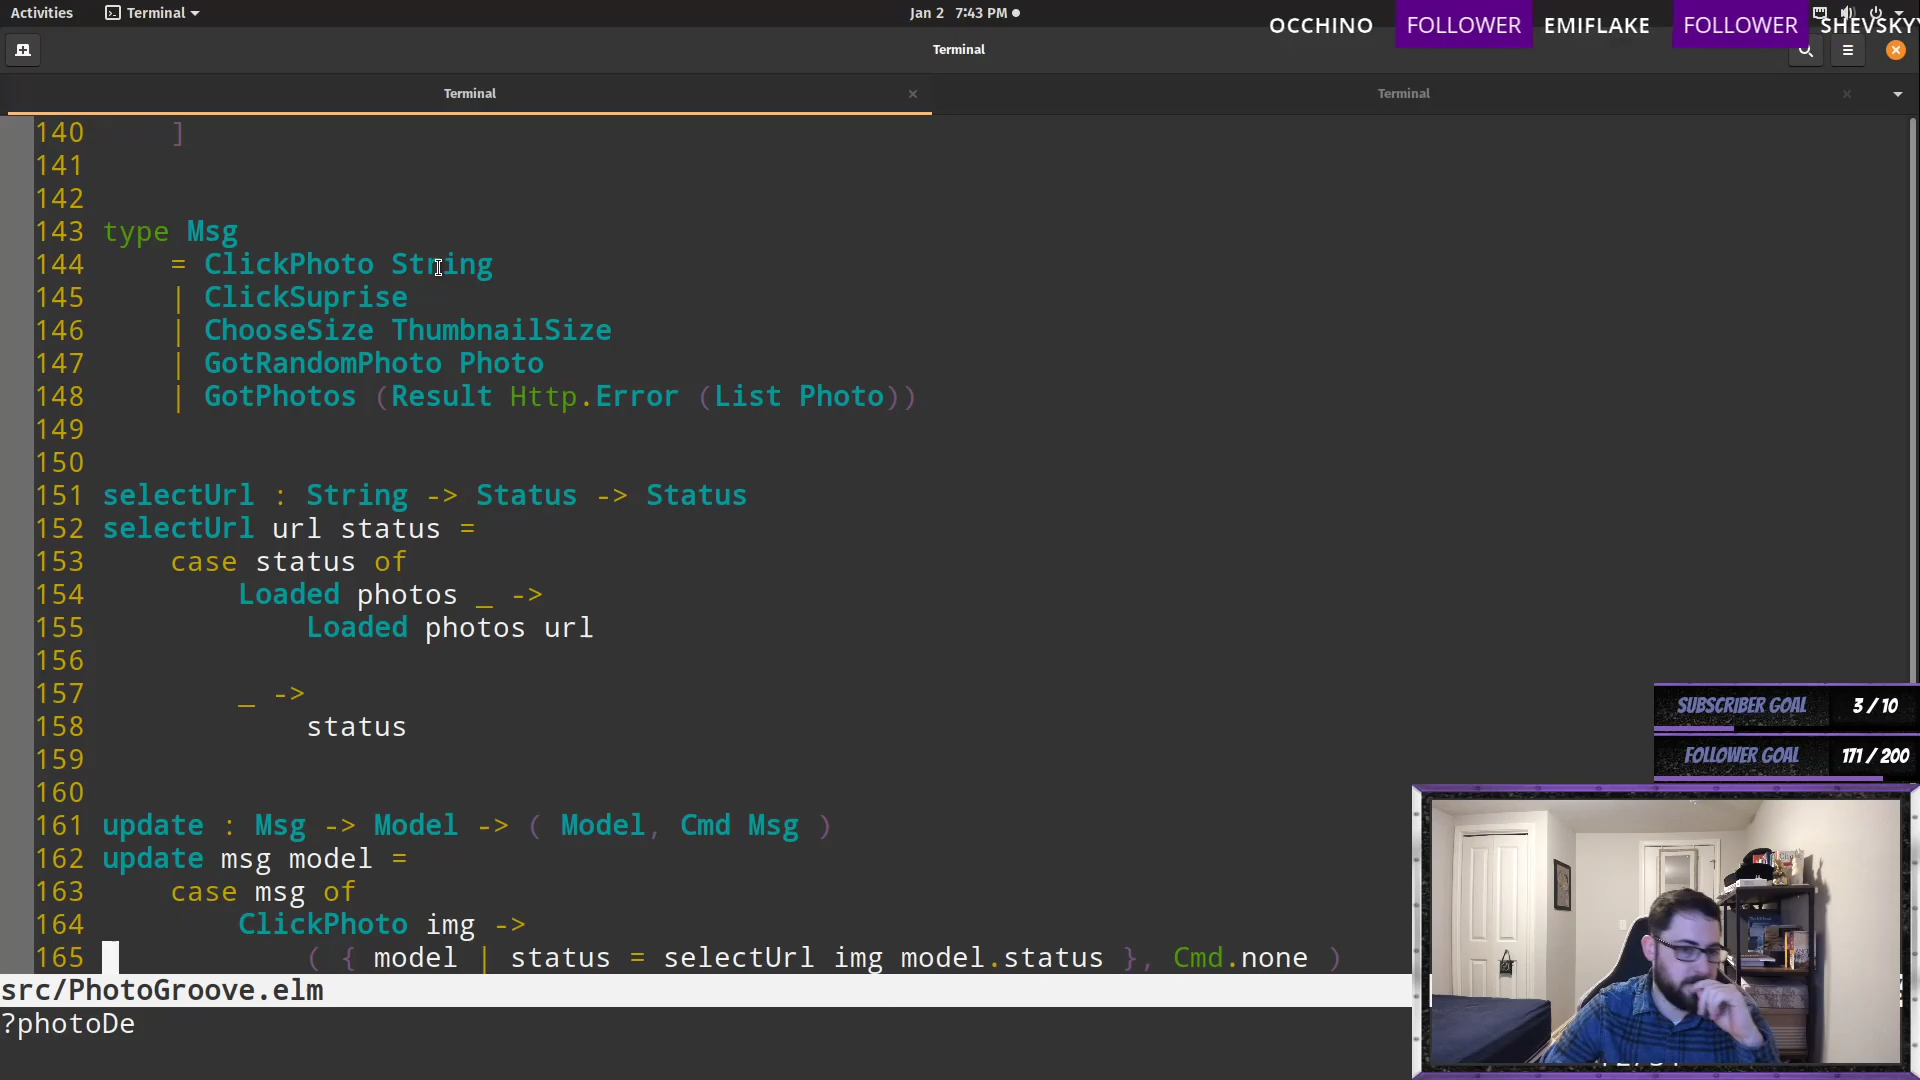 Activities Terminal Jan 2 7:43 PM
OCCHINO FOLLOWER EMIFLAKE FOLLOWER SHEVSKY
Terminal
Terminal Terminal
140 ]
141
142
143 type Msg
144 = ClickPhoto String
145 | ClickSuprise
146 | ChooseSize ThumbnailSize
147 | GotRandomPhoto Photo
148 | GotPhotos (Result Http.Error (List Photo))
149
150
151 selectUrl : String -> Status -> Status
152 selectUrl url status =
153 case status of
154 Loaded photos _ ->
155 Loaded photos url
156
157 _ ->
158 status
159
160
161 update : Msg -> Model -> ( Model, Cmd Msg )
162 update msg model =
163 case msg of
164 ClickPhoto img ->
165 ( { model | status = selectUrl img model.status }, Cmd.none )
src/PhotoGroove.elm
?photoDe
SUBSCRIBER GOAL 3 / 10
FOLLOWER GOAL 171 / 200